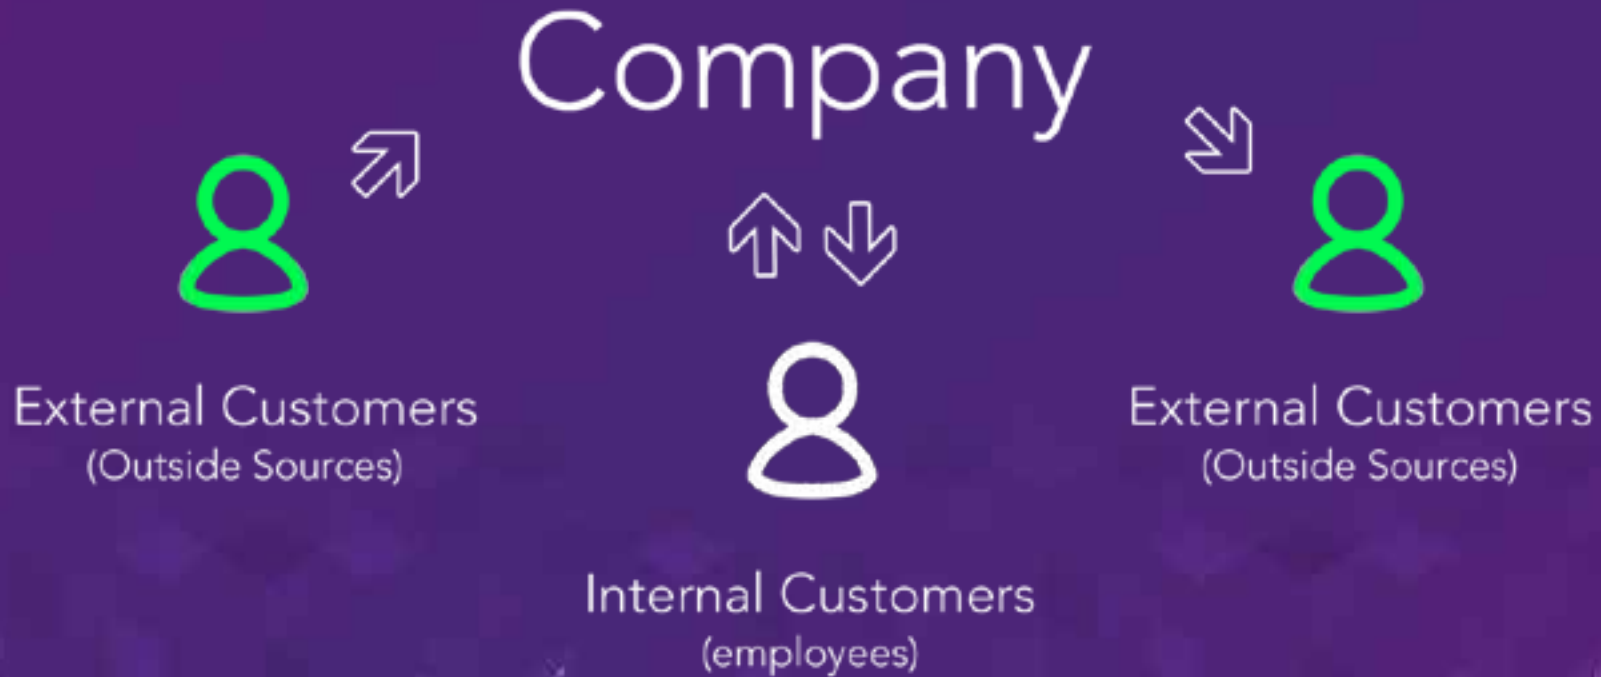 Company
External Customers
(Outside Sources)
External Customers
(Outside Sources)
Internal Customers
(employees)